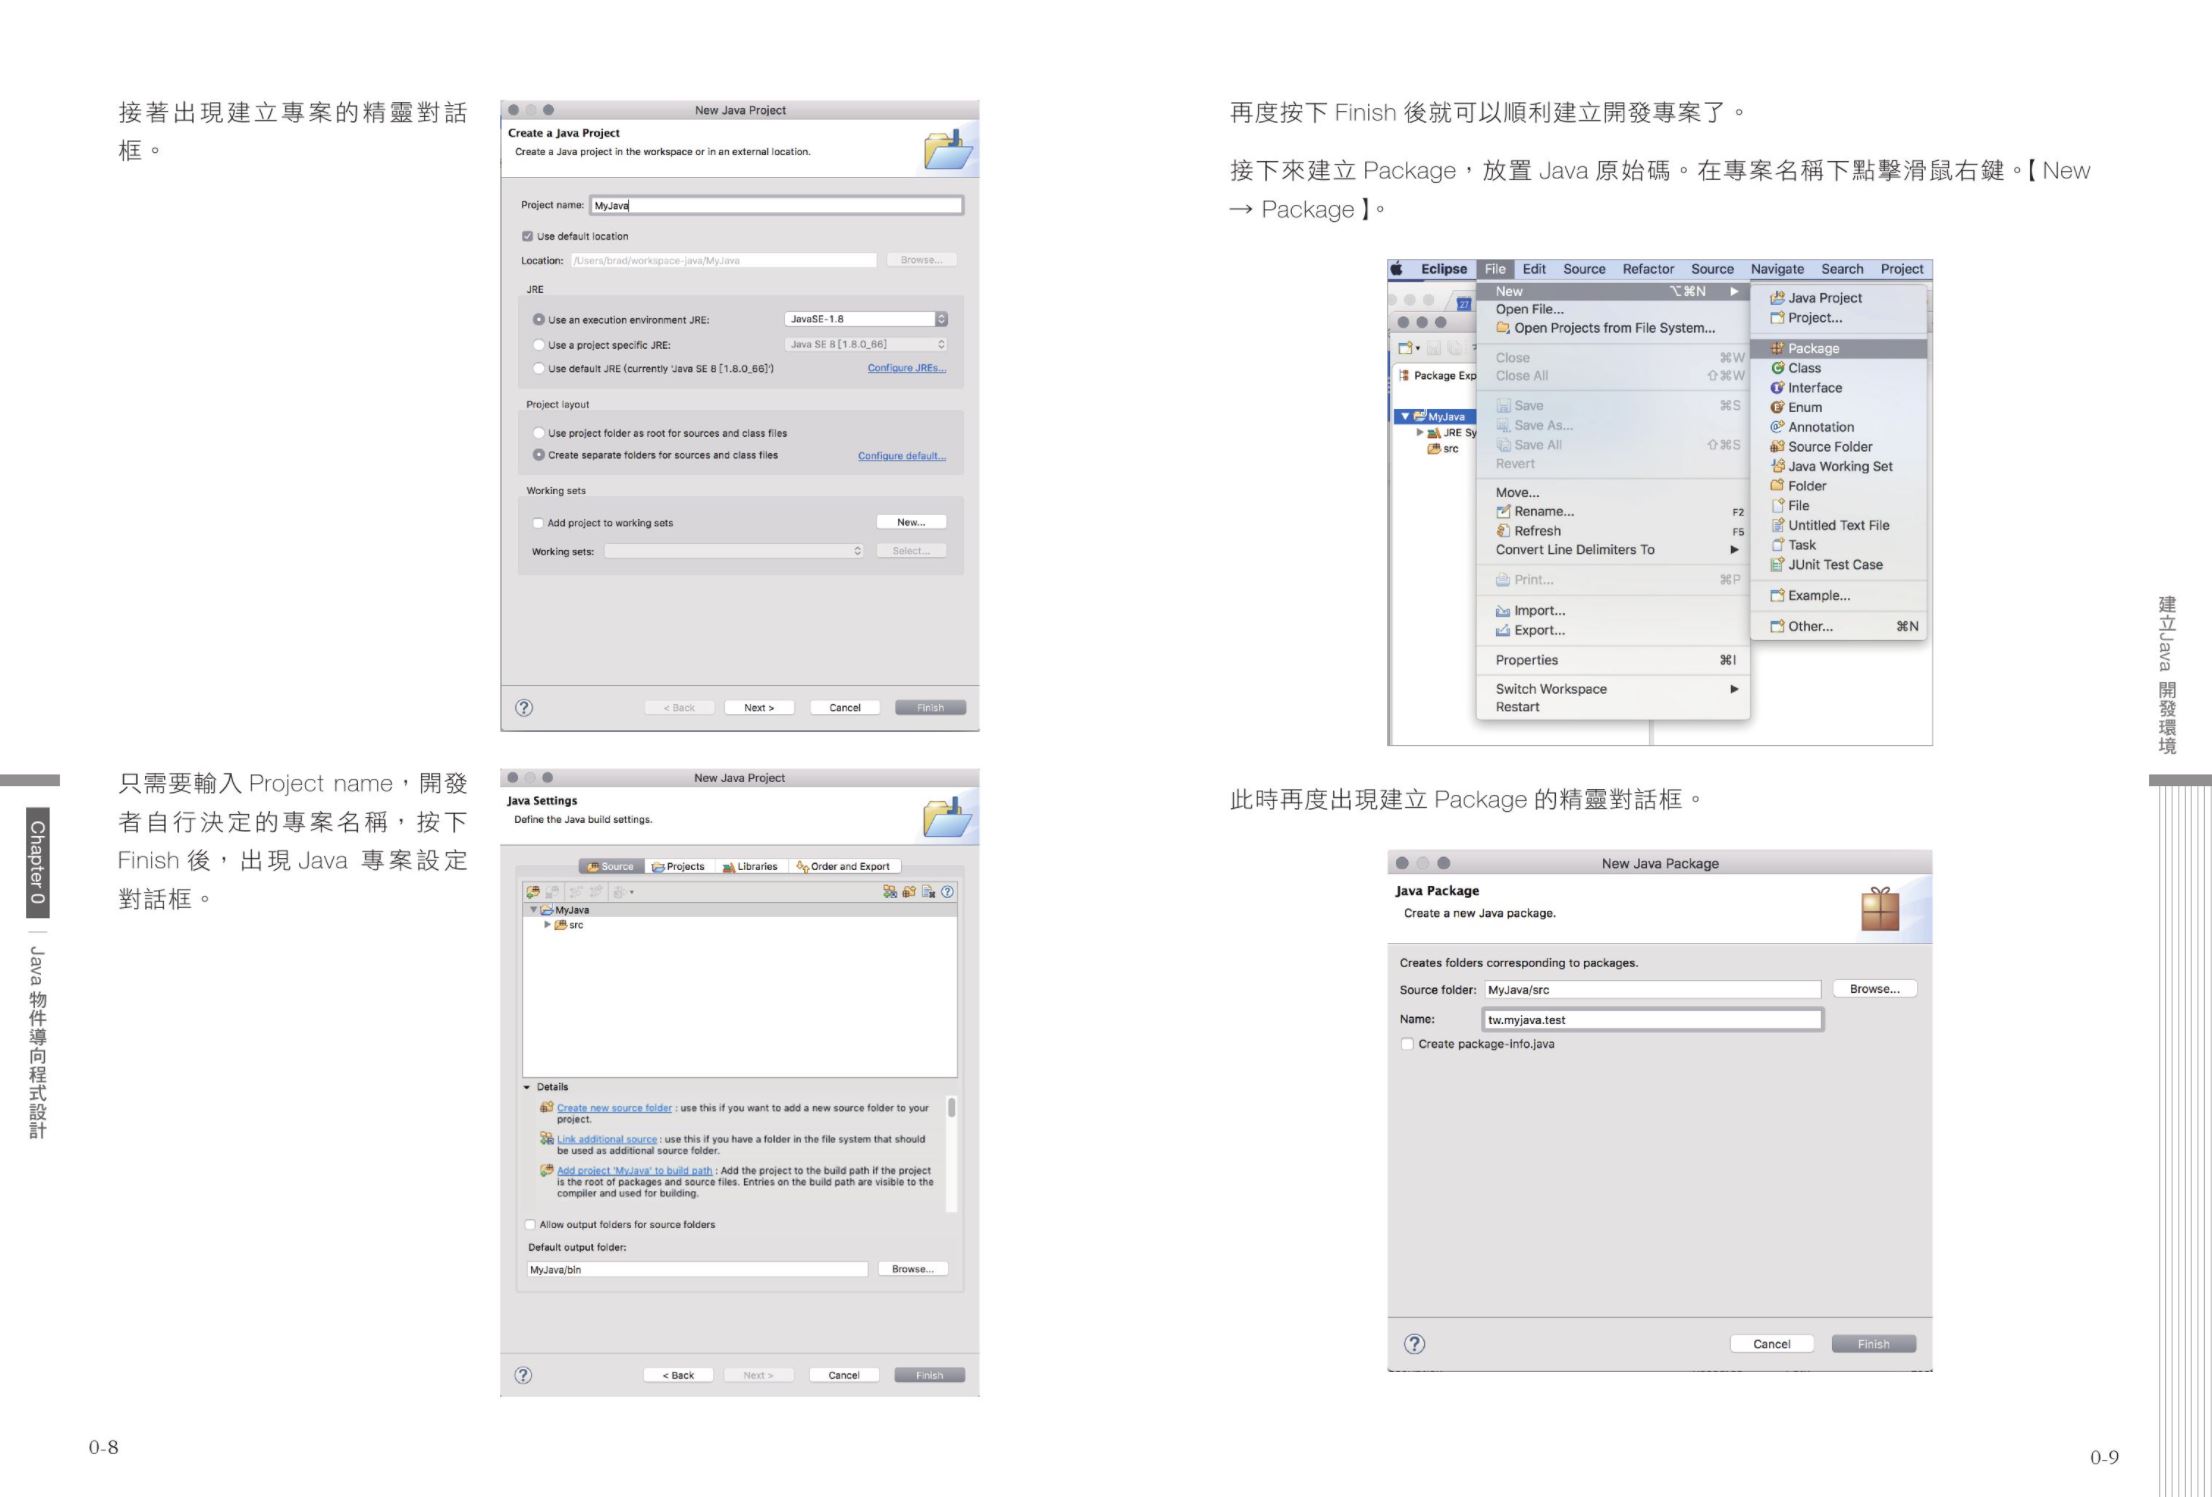 接著出現建立專案的精靈對話
框。
New Java Project
Create a Java Project
Create a Java project in the workspace or in an external location.
Project name: MyJava
Use default location
Location: /Users/brad/workspace-java/MyJava Browse...
JRE
Use an execution environment JRE: JavaSE-1.8
Use a project specific JRE: Java SE 8 [1.8.0_66]
Use default JRE (currently 'Java SE 8 [1.8.0_66]') Configure JREs...
Project layout
Use project folder as root for sources and class files
Create separate folders for sources and class files Configure default...
Working sets
Add project to working sets New...
Working sets: Select...
< Back Next > Cancel Finish
只需要輸入 Project name，開發
者自行決定的專案名稱，按下
Finish 後，出現 Java 專案設定
對話框。
New Java Project
Java Settings
Define the Java build settings.
Source Projects Libraries Order and Export
MyJava
src
Details
Create new source folder : use this if you want to add a new source folder to your
project.
Link additional source : use this if you have a folder in the file system that should
be used as additional source folder.
Add project 'MyJava' to build path : Add the project to the build path if the project
is the root of packages and source files. Entries on the build path are visible to the
compiler and used for building.
Allow output folders for source folders
Default output folder:
MyJava/bin Browse...
< Back Next > Cancel Finish
Chapter 0
Java 物件導向程式設計
0-8
再度按下 Finish 後就可以順利建立開發專案了。
接下來建立 Package，放置 Java 原始碼。在專案名稱下點擊滑鼠右鍵。【New
→ Package】。
Eclipse File Edit Source Refactor Source Navigate Search Project
27
Package Exp
MyJava
JRE Sy
src
New ⌥⌘N ▶
Open File...
Open Projects from File System...
Close ⌘W
Close All ⇧⌘W
Save ⌘S
Save As...
Save All ⇧⌘S
Revert
Move...
Rename... F2
Refresh F5
Convert Line Delimiters To ▶
Print... ⌘P
Import...
Export...
Properties ⌘I
Switch Workspace ▶
Restart
Java Project
Project...
Package
Class
Interface
Enum
Annotation
Source Folder
Java Working Set
Folder
File
Untitled Text File
Task
JUnit Test Case
Example...
Other... ⌘N
此時再度出現建立 Package 的精靈對話框。
New Java Package
Java Package
Create a new Java package.
Creates folders corresponding to packages.
Source folder: MyJava/src Browse...
Name: tw.myjava.test
Create package-info.java
Cancel Finish
建立Java 開發環境
0-9